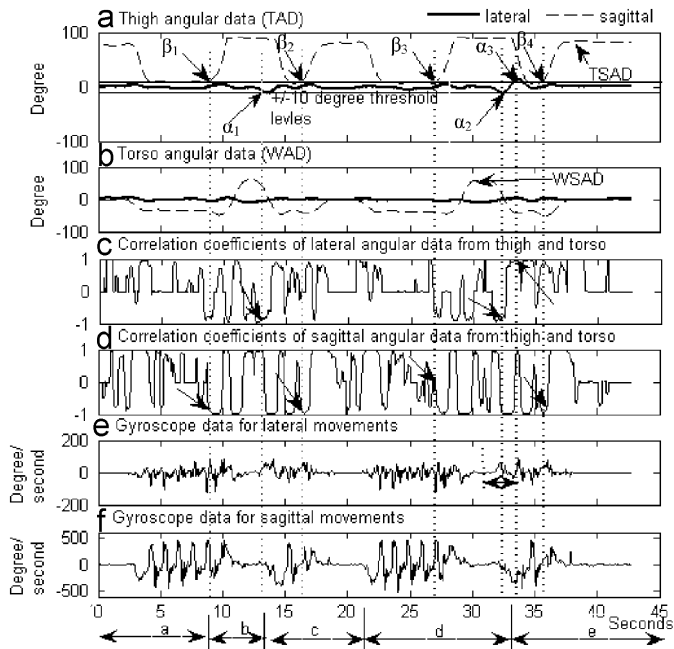 a Thigh angular data (TAD) lateral sagittal
100
β1 β2 β3 α3 β4
TSAD
0
+/-10 degree threshold
levles
α1 α2
-100
Degree
b Torso angular data (WAD)
100
WSAD
0
-100
Degree
c Correlation coefficients of lateral angular data from thigh and torso
1
0
-1
d Correlation coefficients of sagittal angular data from thigh and torso
1
0
-1
e Gyroscope data for lateral movements
200
0
-200
Degree/
second
f Gyroscope data for sagittal movements
500
0
-500
Degree/
second
0 5 10 15 20 25 30 35 40 45
Seconds
a b c d e